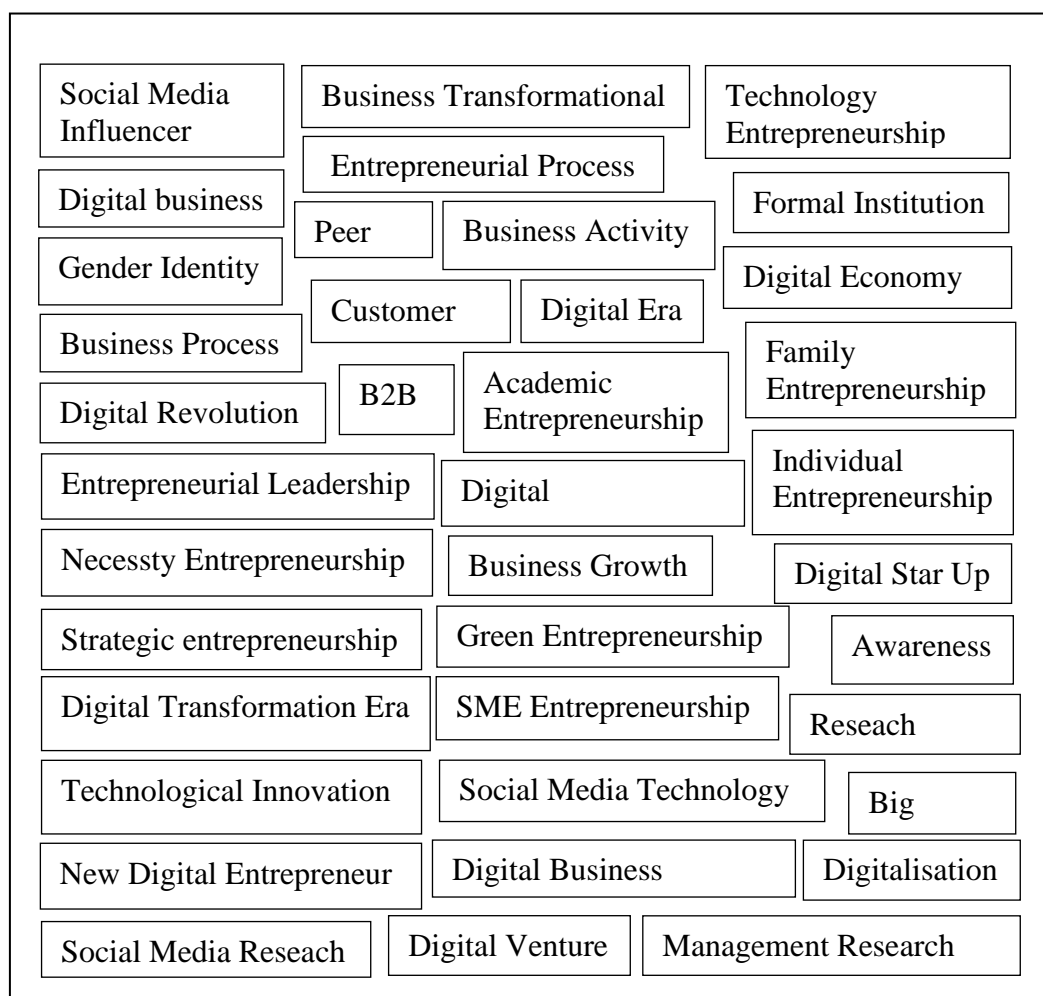 Social Media
Influencer
Business Transformational
Technology
Entrepreneurship
Entrepreneurial Process
Digital business
Peer
Business Activity
Formal Institution
Gender Identity
Digital Economy
Customer
Digital Era
Business Process
Family
Entrepreneurship
B2B
Academic
Entrepreneurship
Digital Revolution
Individual
Entrepreneurship
Entrepreneurial Leadership
Digital
Necessty Entrepreneurship
Business Growth
Digital Star Up
Strategic entrepreneurship
Green Entrepreneurship
Awareness
Digital Transformation Era
SME Entrepreneurship
Reseach
Technological Innovation
Social Media Technology
Big
New Digital Entrepreneur
Digital Business
Digitalisation
Social Media Reseach
Digital Venture
Management Research